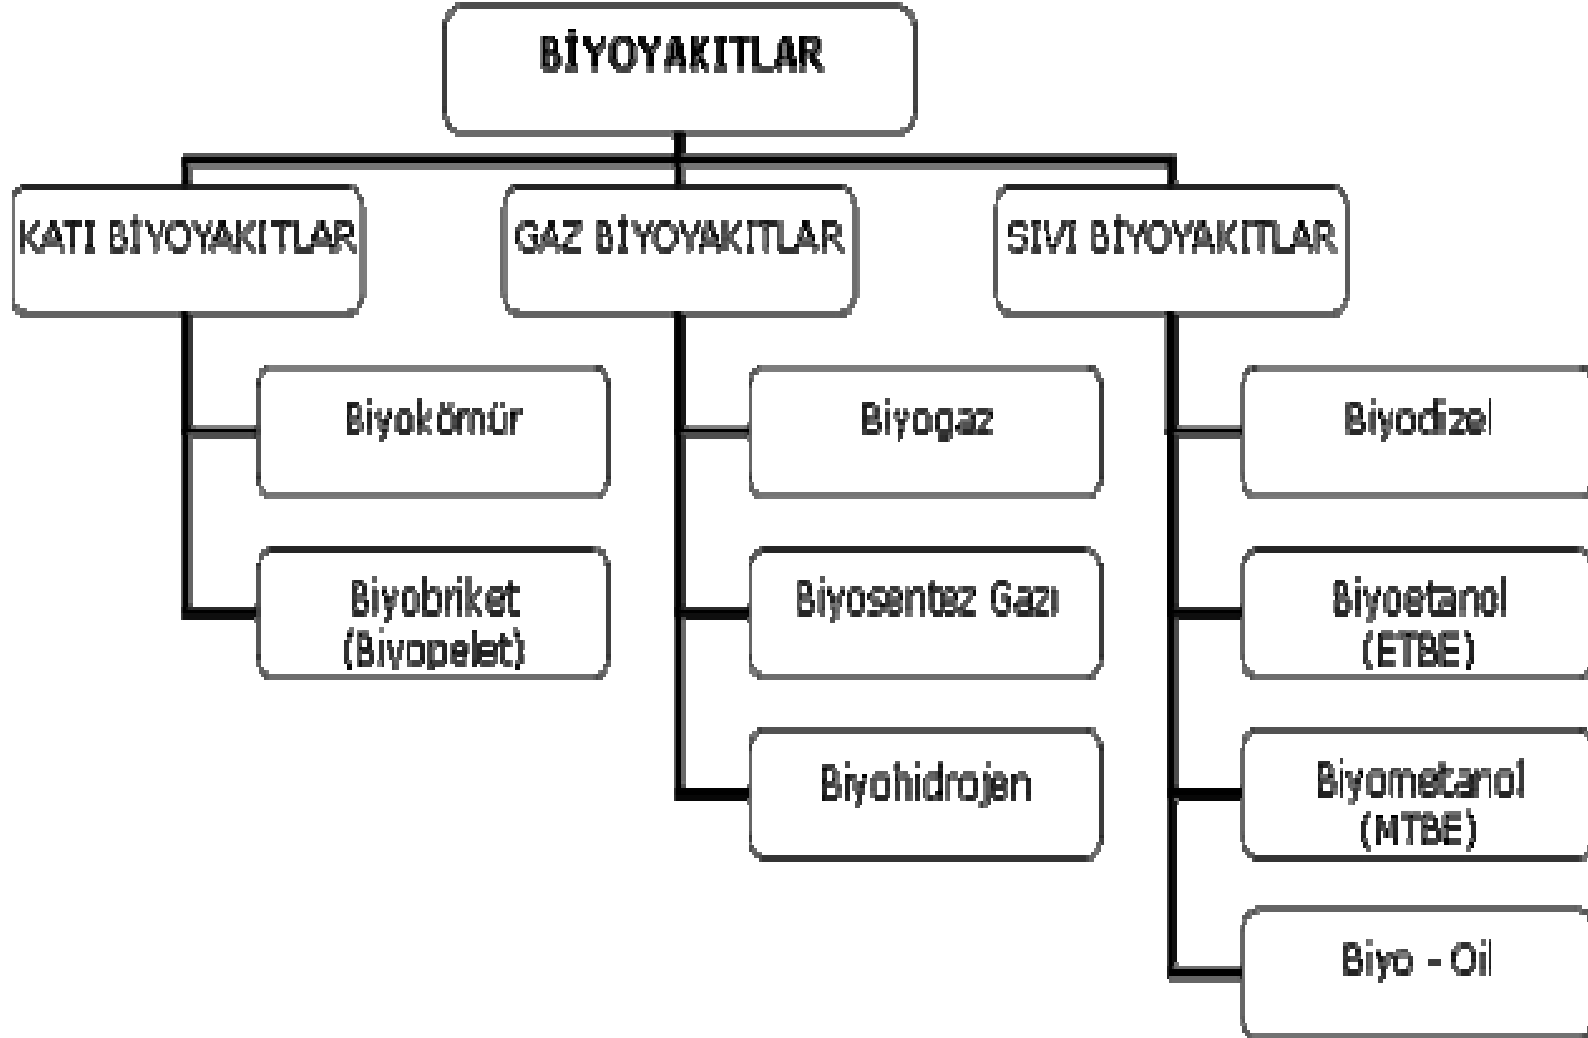 BİYOYAKITLAR
KATI BİYOYAKITLAR
GAZ BİYOYAKITLAR
SIVI BİYOYAKITLAR
Biyokömür
Biyogaz
Biyodizel
Biyobriket
(Biyopelet)
Biyosentez Gazı
Biyoetanol
(ETBE)
Biyohidrojen
Biyometanol
(MTBE)
Biyo - Oil